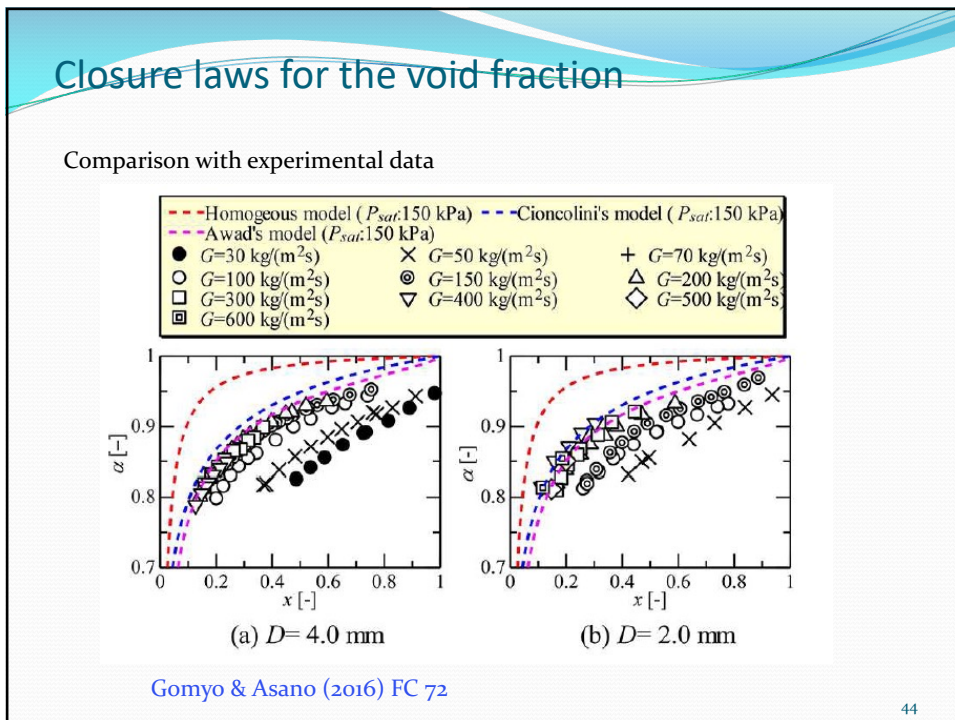 Closure laws for the void fraction
Comparison with experimental data
Homogeous model (Psat:150 kPa) Cioncolini's model (Psat:150 kPa)
Awad's model (Psat:150 kPa)
G=30 kg/(m²s) G=50 kg/(m²s) G=70 kg/(m²s)
G=100 kg/(m²s) G=150 kg/(m²s) G=200 kg/(m²s)
G=300 kg/(m²s) G=400 kg/(m²s) G=500 kg/(m²s)
G=600 kg/(m²s)
1 1
0.9 0.9
α [–] α [-]
0.8 0.8
0.7 0.7
0 0.2 0.4 0.6 0.8 1 0 0.2 0.4 0.6 0.8 1
x [-] x [-]
(a) D= 4.0 mm (b) D= 2.0 mm
Gomyo & Asano (2016) FC 72
44